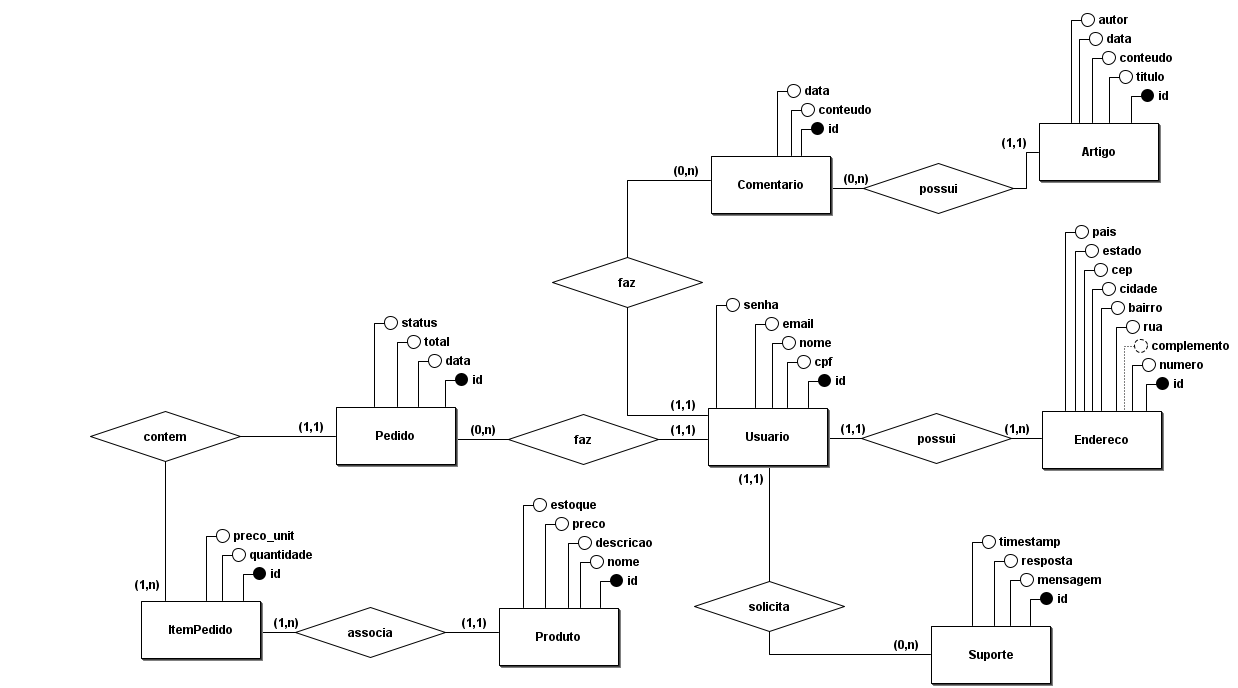 autor
data
conteudo
titulo
id
Artigo
(1,1)
data
conteudo
id
Comentario
(0,n)
(0,n)
possui
faz
pais
estado
cep
cidade
bairro
rua
complemento
numero
id
Endereco
senha
email
nome
cpf
id
Usuario
(1,1)
(1,1)
(1,1)
possui
(1,n)
(1,1)
status
total
data
id
Pedido
(0,n)
faz
contem
(1,1)
preco_unit
quantidade
id
(1,n)
ItemPedido
(1,n)
associa
(1,1)
estoque
preco
descricao
nome
id
Produto
solicita
(0,n)
timestamp
resposta
mensagem
id
Suporte